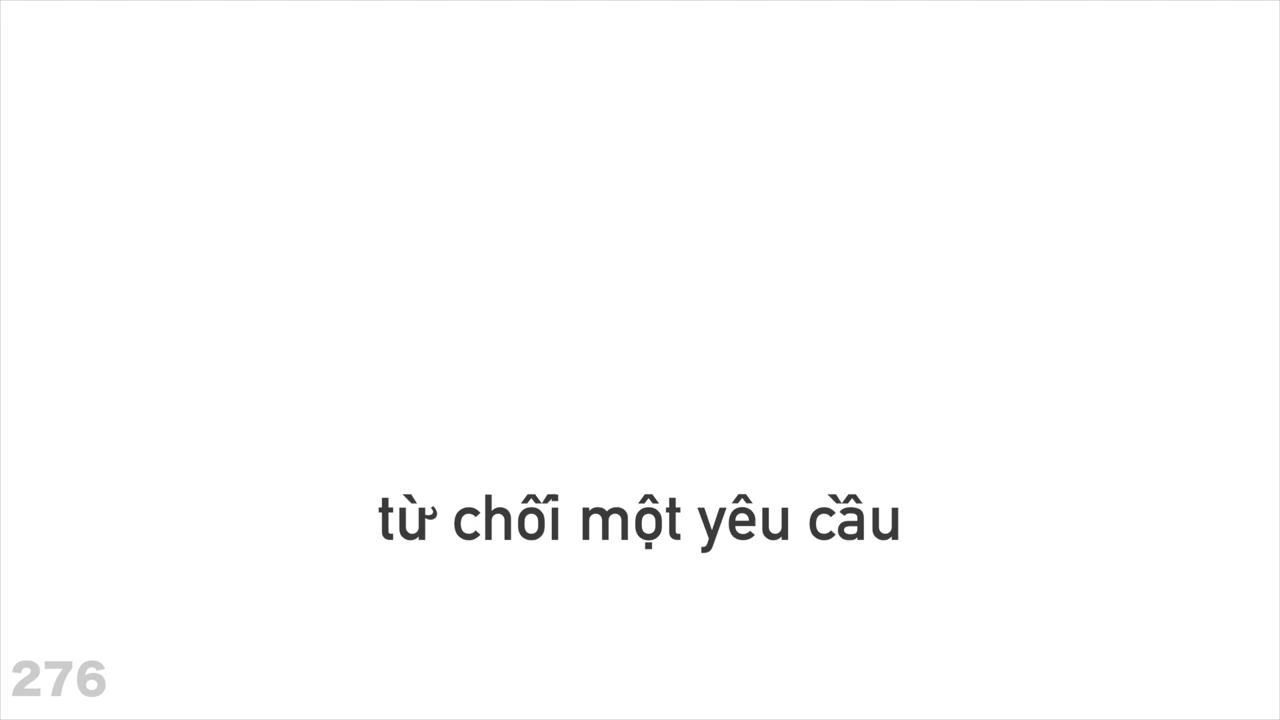 từ chối một yêu cầu
276